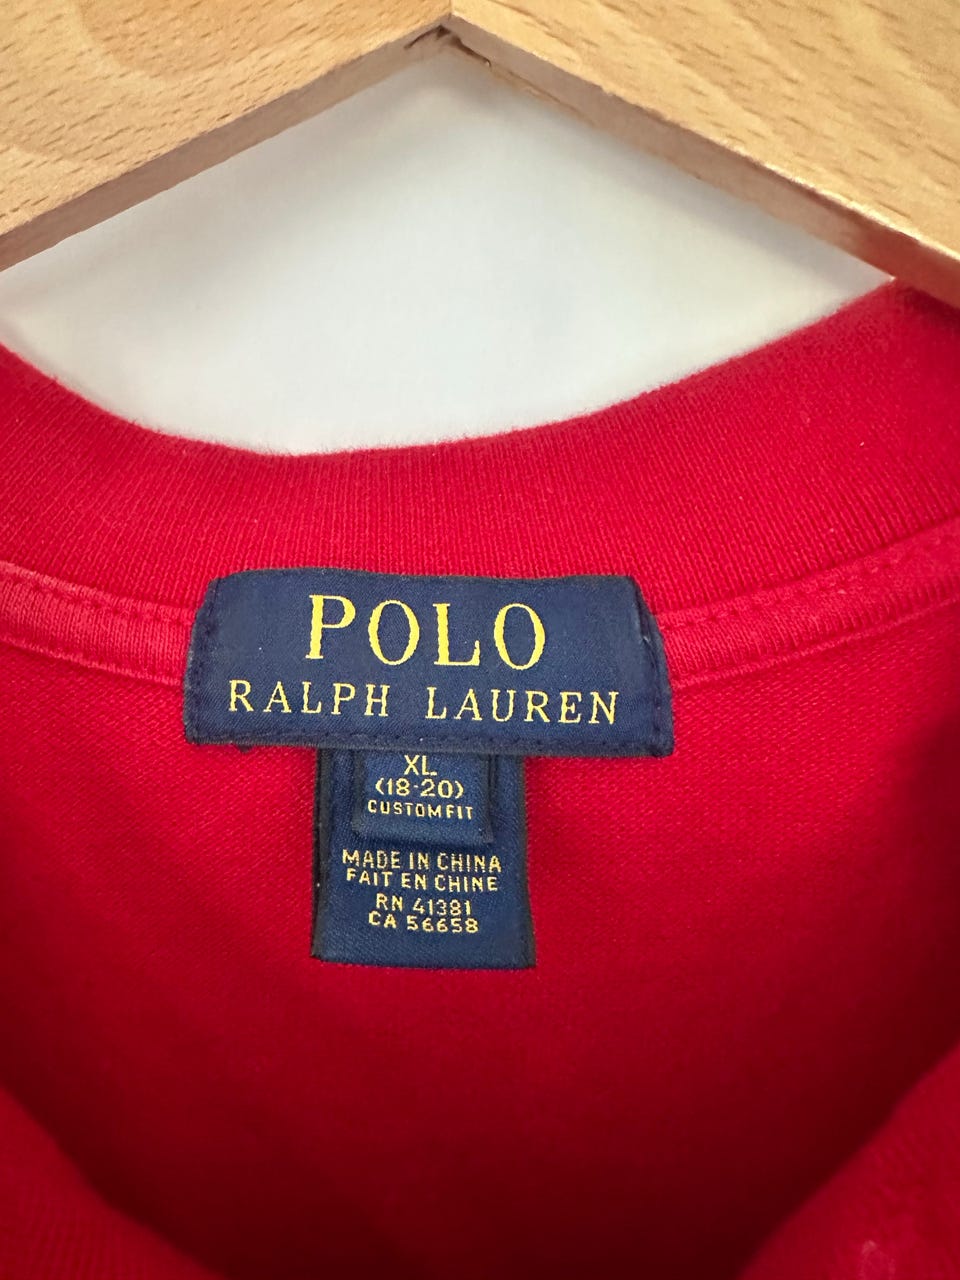 POLO
RALPH LAUREN
XL
(18-20)
CUSTOM FIT
MADE IN CHINA
FAIT EN CHINE
RN 41381
CA 56658